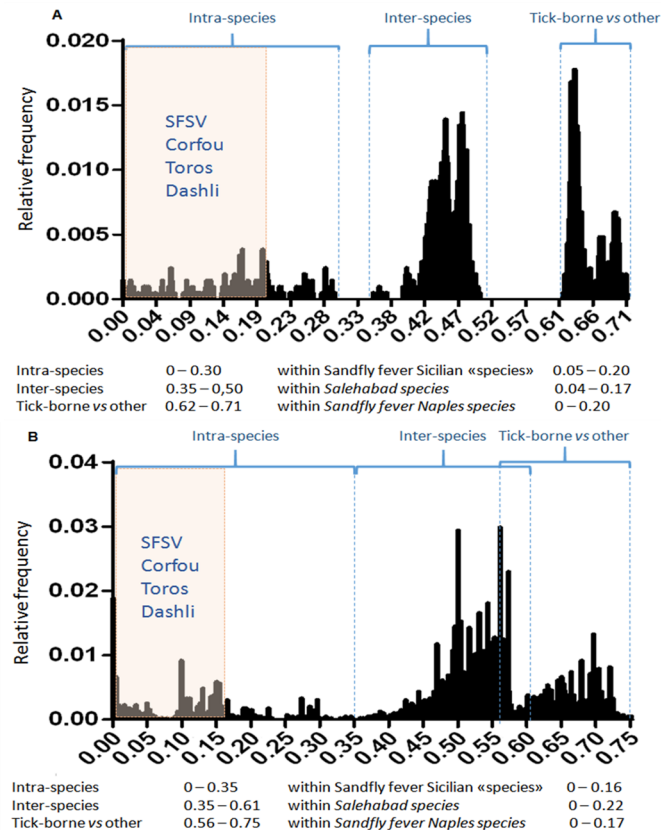 A
Intra-species
Inter-species
Tick-borne vs other
Relative frequency
0.020
0.015
0.010
0.005
0.000
SFSV
Corfou
Toros
Dashli
0.00 0.04 0.09 0.14 0.19 0.23 0.28 0.33 0.38 0.42 0.47 0.52 0.57 0.61 0.66 0.71
Intra-species 0 – 0.30 within Sandfly fever Sicilian «species» 0.05 – 0.20
Inter-species 0.35 – 0,50 within Salehabad species 0.04 – 0.17
Tick-borne vs other 0.62 – 0.71 within Sandfly fever Naples species 0 – 0.20
B
Intra-species
Inter-species
Tick-borne vs other
Relative frequency
0.04
0.03
0.02
0.01
0.00
SFSV
Corfou
Toros
Dashli
0.00 0.05 0.10 0.15 0.20 0.25 0.30 0.35 0.40 0.45 0.50 0.55 0.60 0.65 0.70 0.75
Intra-species 0 – 0.35 within Sandfly fever Sicilian «species» 0 – 0.16
Inter-species 0.35 – 0.61 within Salehabad species 0 – 0.22
Tick-borne vs other 0.56 – 0.75 within Sandfly fever Naples species 0 – 0.17